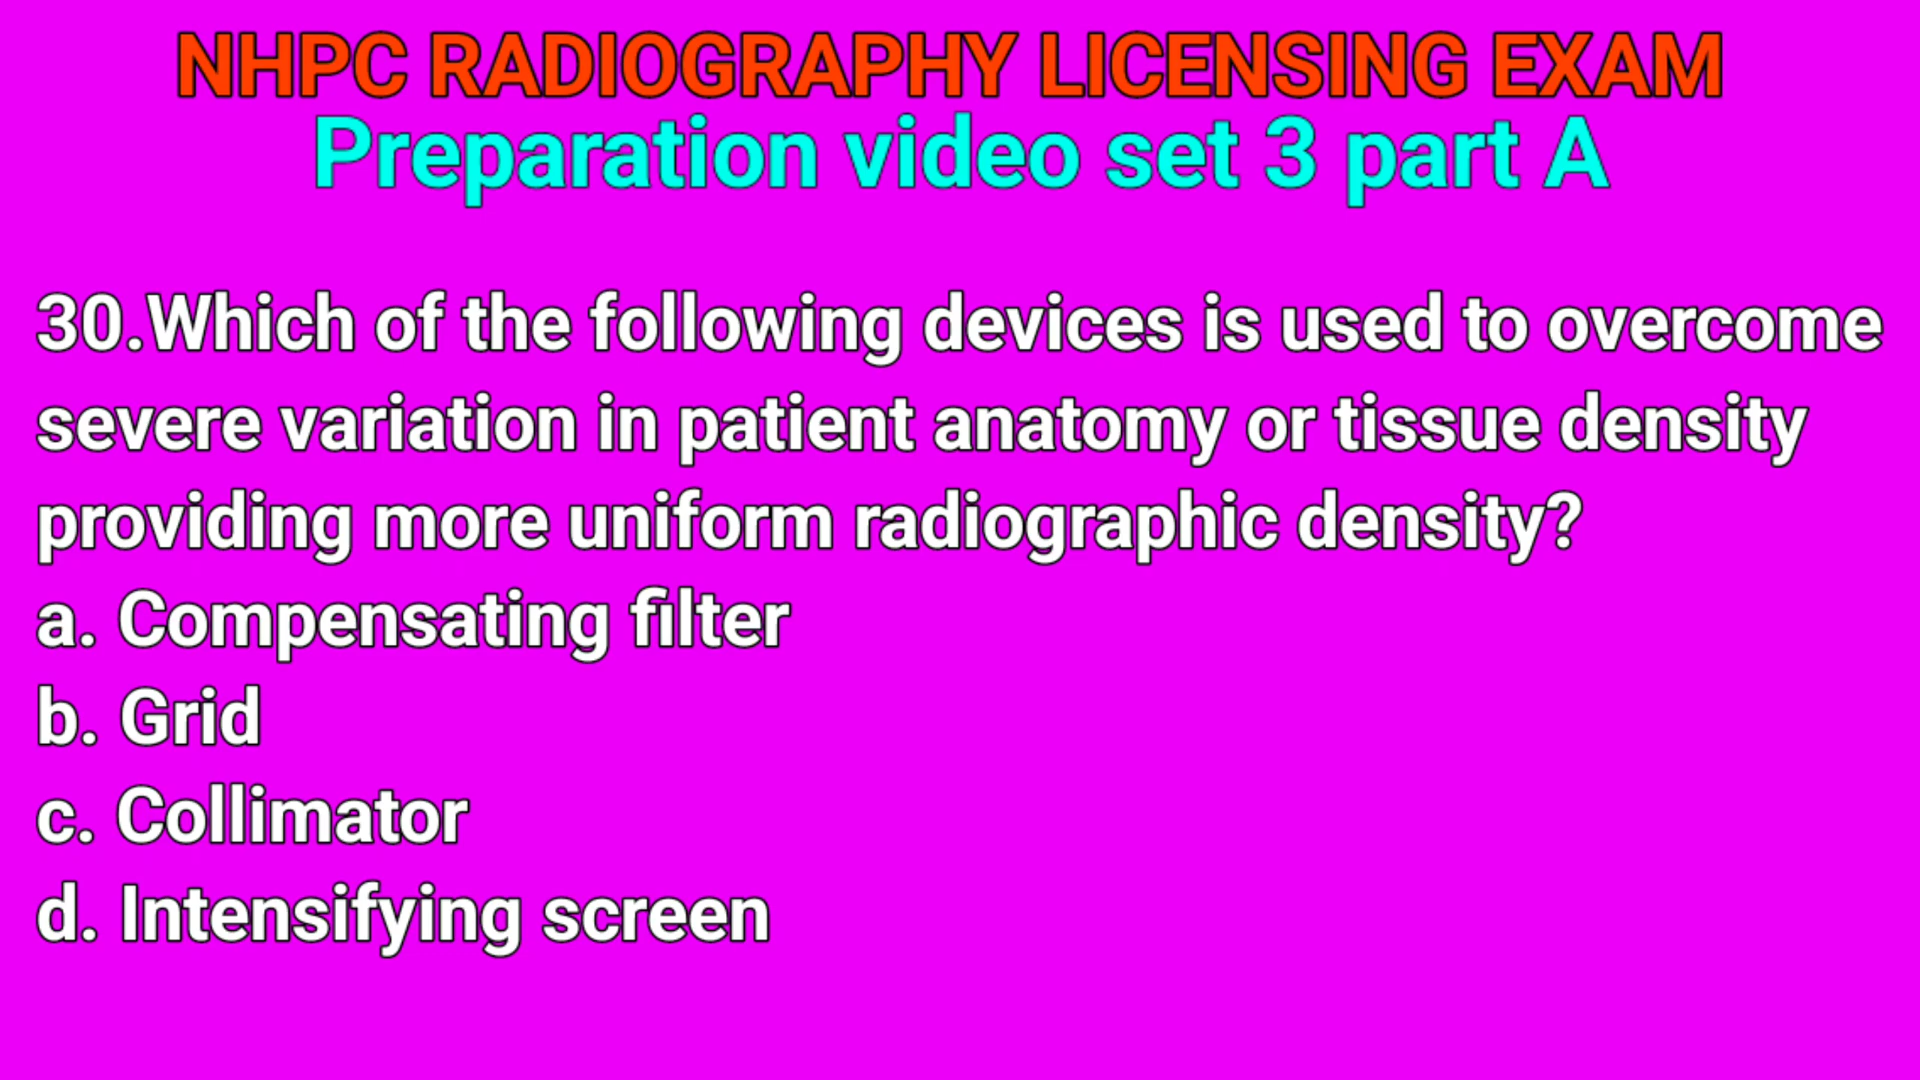 NHPC RADIOGRAPHY LICENSING EXAM
Preparation video set 3 part A
30.Which of the following devices is used to overcome
severe variation in patient anatomy or tissue density
providing more uniform radiographic density?
a. Compensating filter
b. Grid
c. Collimator
d. Intensifying screen